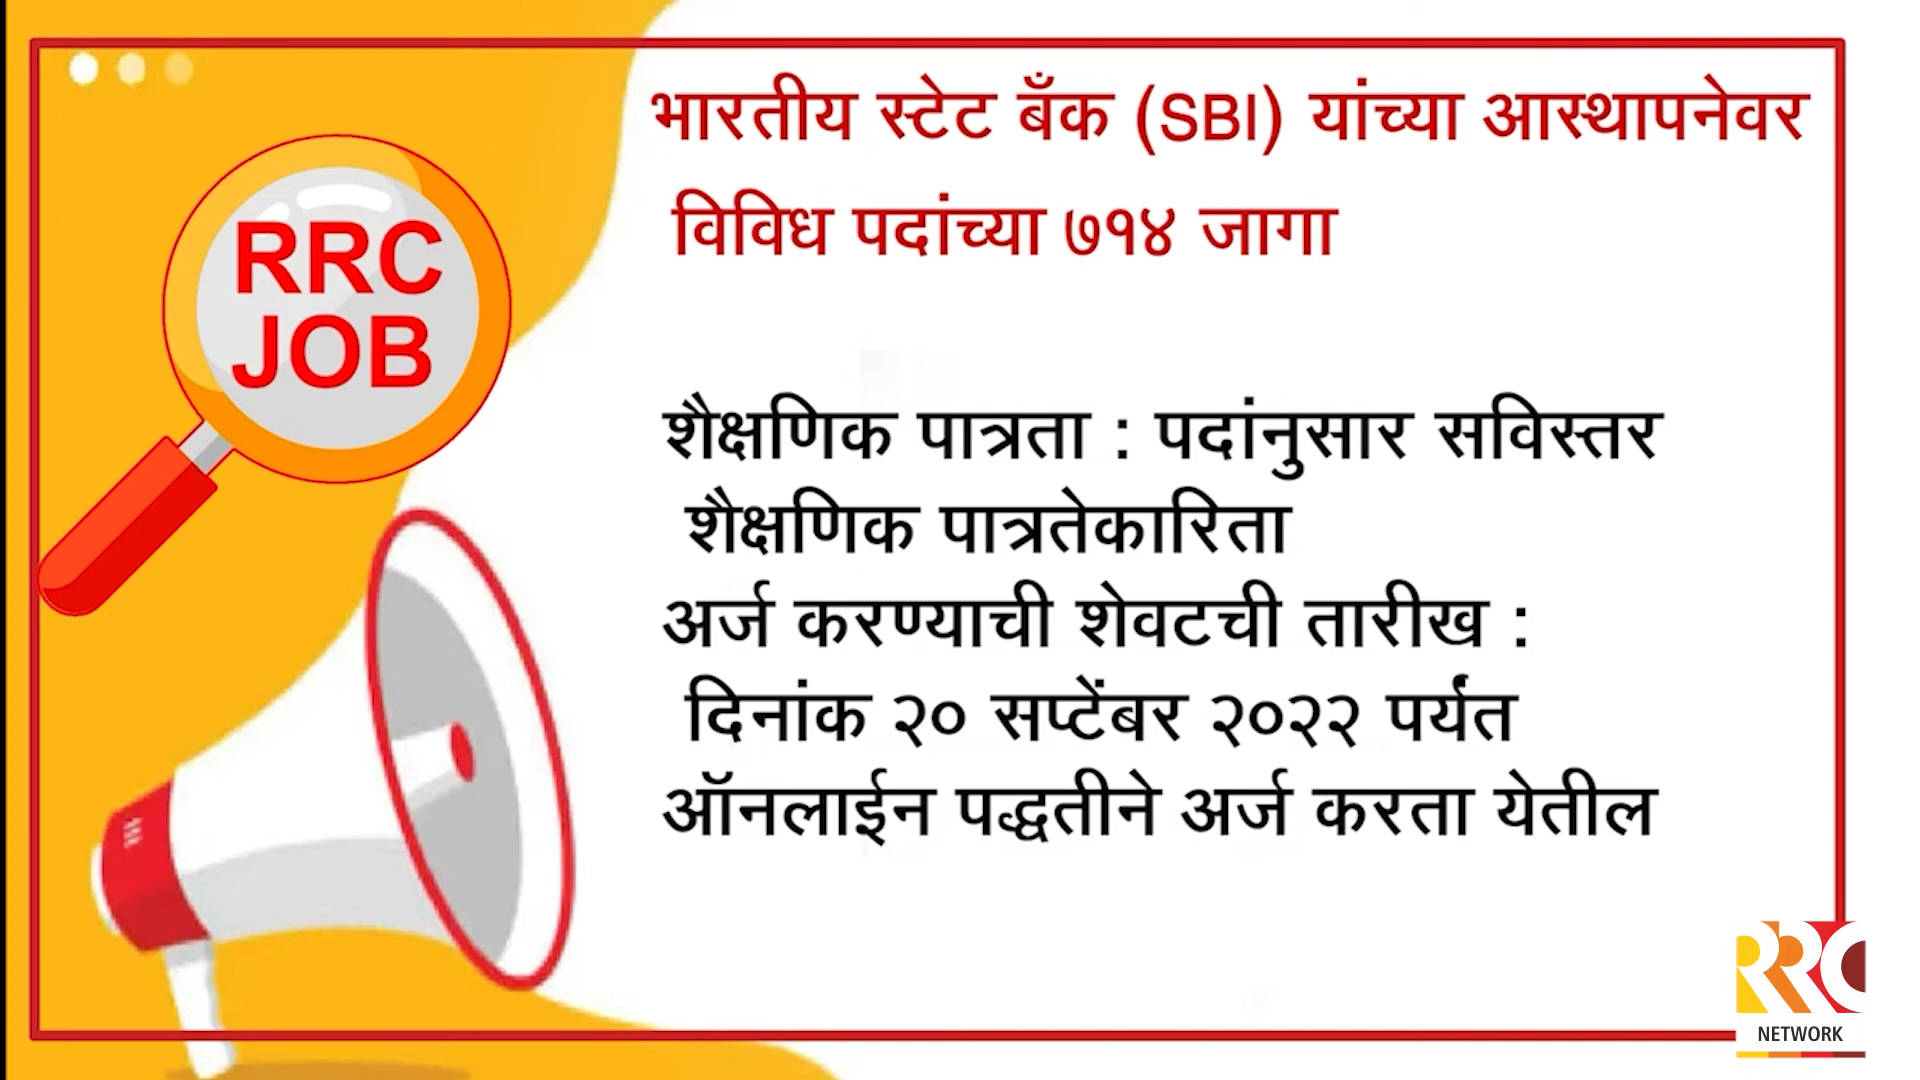 RRC
JOB
भारतीय स्टेट बँक (SBI) यांच्या आस्थापनेवर
विविध पदांच्या ७१४ जागा
शैक्षणिक पात्रता : पदांनुसार सविस्तर
शैक्षणिक पात्रतेकारिता
अर्ज करण्याची शेवटची तारीख :
दिनांक २० सप्टेंबर २०२२ पर्यंत
ऑनलाईन पद्धतीने अर्ज करता येतील
RRC
NETWORK